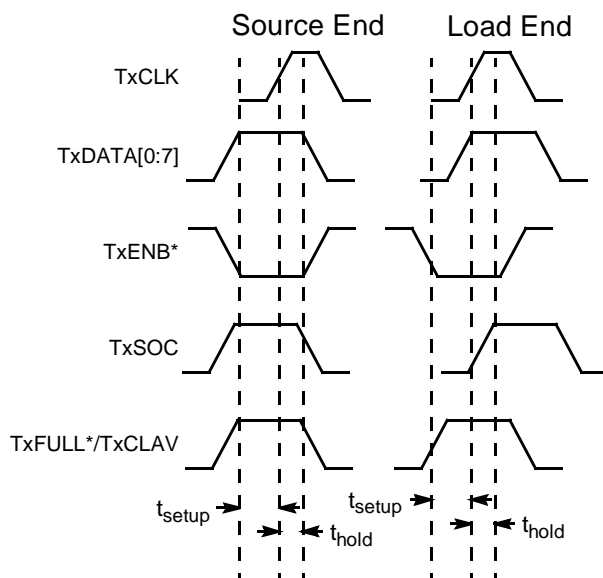 Source End Load End
TxCLK
TxDATA[0:7]
TxENB*
TxSOC
TxFULL*/TxCLAV
tsetup tsetup
thold thold